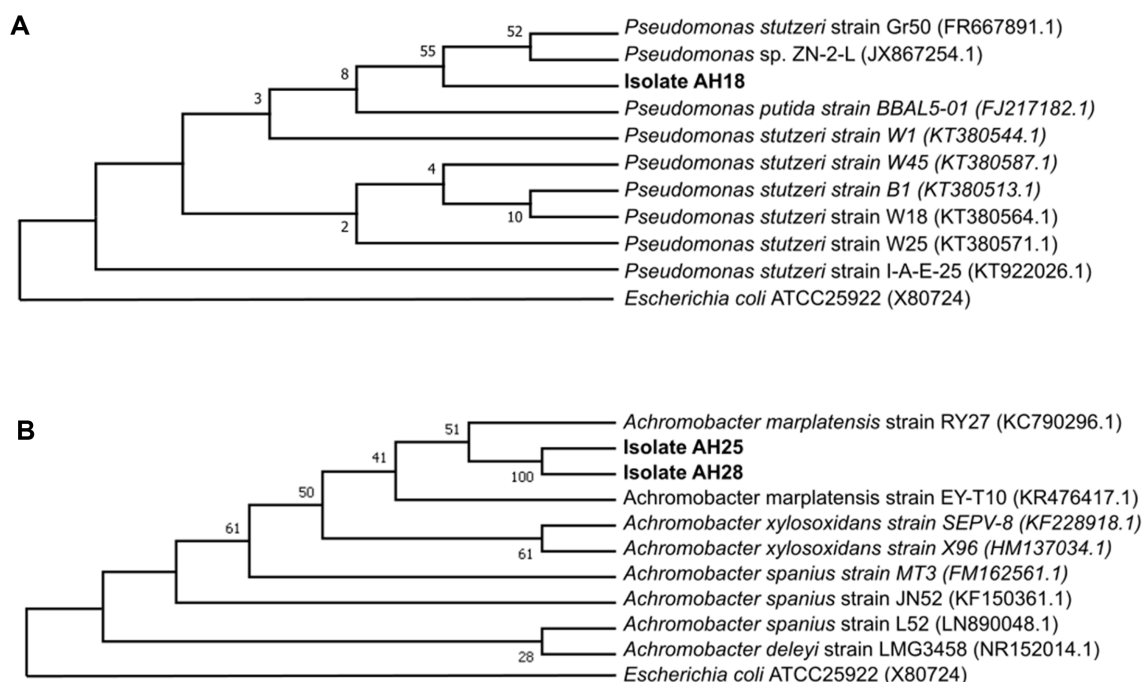 A
52
Pseudomonas stutzeri strain Gr50 (FR667891.1)
55
Pseudomonas sp. ZN-2-L (JX867254.1)
8
Isolate AH18
3
Pseudomonas putida strain BBAL5-01 (FJ217182.1)
Pseudomonas stutzeri strain W1 (KT380544.1)
4
Pseudomonas stutzeri strain W45 (KT380587.1)
Pseudomonas stutzeri strain B1 (KT380513.1)
10
Pseudomonas stutzeri strain W18 (KT380564.1)
2
Pseudomonas stutzeri strain W25 (KT380571.1)
Pseudomonas stutzeri strain I-A-E-25 (KT922026.1)
Escherichia coli ATCC25922 (X80724)
B
51
Achromobacter marplatensis strain RY27 (KC790296.1)
41
Isolate AH25
100
Isolate AH28
50
Achromobacter marplatensis strain EY-T10 (KR476417.1)
61
Achromobacter xylosoxidans strain SEPV-8 (KF228918.1)
61
Achromobacter xylosoxidans strain X96 (HM137034.1)
Achromobacter spanius strain MT3 (FM162561.1)
Achromobacter spanius strain JN52 (KF150361.1)
Achromobacter spanius strain L52 (LN890048.1)
28
Achromobacter deleyi strain LMG3458 (NR152014.1)
Escherichia coli ATCC25922 (X80724)